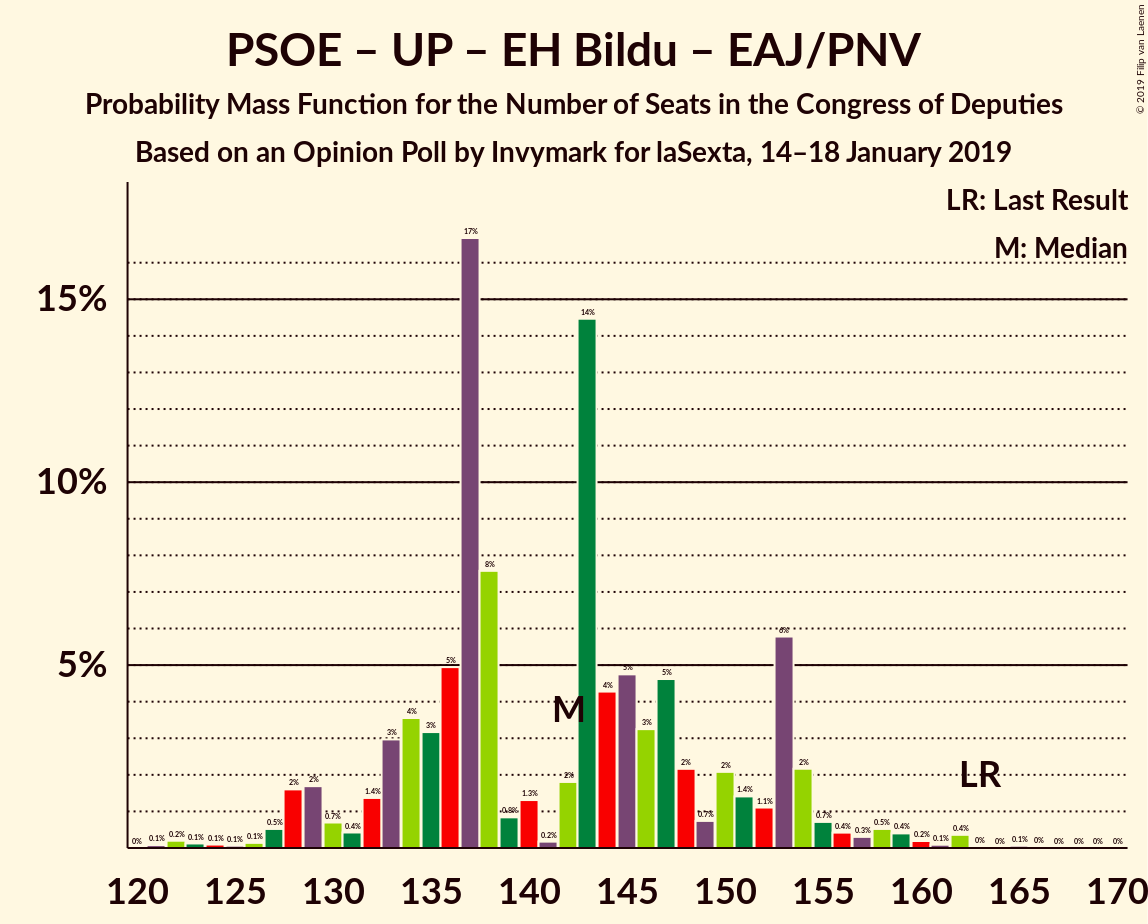 PSOE – UP – EH Bildu – EAJ/PNV
Probability Mass Function for the Number of Seats in the Congress of Deputies
Based on an Opinion Poll by Invymark for laSexta, 14–18 January 2019
© 2019 Filip van Laenen
LR: Last Result
M: Median
15%
10%
5%
0% 0.1% 0.2% 0.1% 0.1% 0.1% 0.1% 0.5% 2% 2% 0.7% 0.4% 1.4% 3% 4% 3% 5% 17% 8% 0.8% 1.3% 0.2% 2% 14% 4% 5% 3% 5% 2% 0.7% 2% 1.4% 1.1% 6% 2% 0.7% 0.4% 0.3% 0.5% 0.4% 0.2% 0.1% 0.4% 0% 0% 0.1% 0% 0% 0% 0% 0%
M
LR
120 125 130 135 140 145 150 155 160 165 170